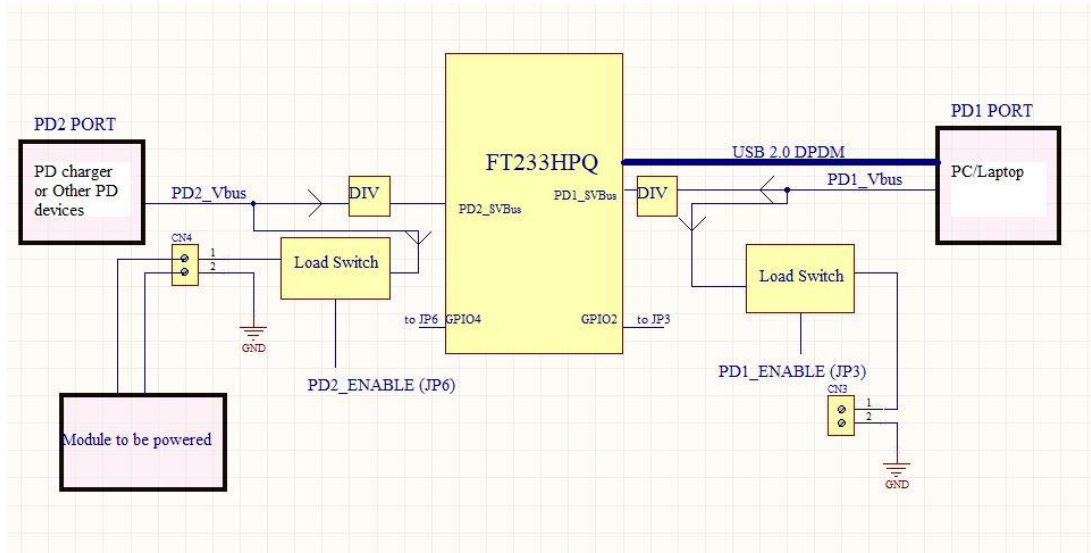 PD2 PORT
PD charger
or Other PD
devices
PD2_Vbus
DIV
PD2_SVBus
CN4
1
2
Load Switch
GND
to JP6
GPIO4
PD2_ENABLE (JP6)
Module to be powered
FT233HPQ
USB 2.0 DPDM
PD1_SVBus
DIV
PD1_Vbus
PD1 PORT
PC/Laptop
Load Switch
GPIO2
to JP3
PD1_ENABLE (JP3)
CN3
1
2
GND